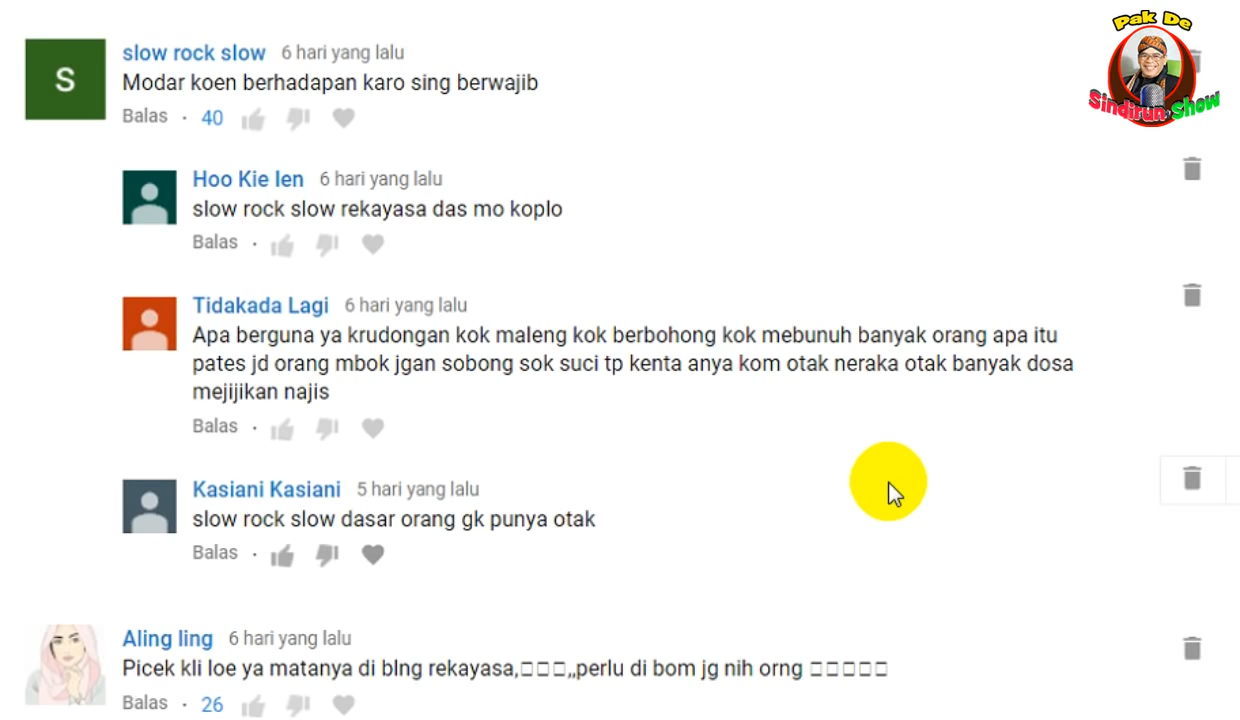 Pak De
Sindirun Show
S
slow rock slow 6 hari yang lalu
Modar koen berhadapan karo sing berwajib
Balas · 40
Hoo Kie Ien 6 hari yang lalu
slow rock slow rekayasa das mo koplo
Balas ·
Tidakada Lagi 6 hari yang lalu
Apa berguna ya krudongan kok maleng kok berbohong kok mebunuh banyak orang apa itu
pates jd orang mbok jgan sobong sok suci tp kenta anya kom otak neraka otak banyak dosa
mejijikan najis
Balas ·
Kasiani Kasiani 5 hari yang lalu
slow rock slow dasar orang gk punya otak
Balas ·
Aling ling 6 hari yang lalu
Picek kli loe ya matanya di blng rekayasa,□□□,,perlu di bom jg nih orng □□□□□
Balas · 26